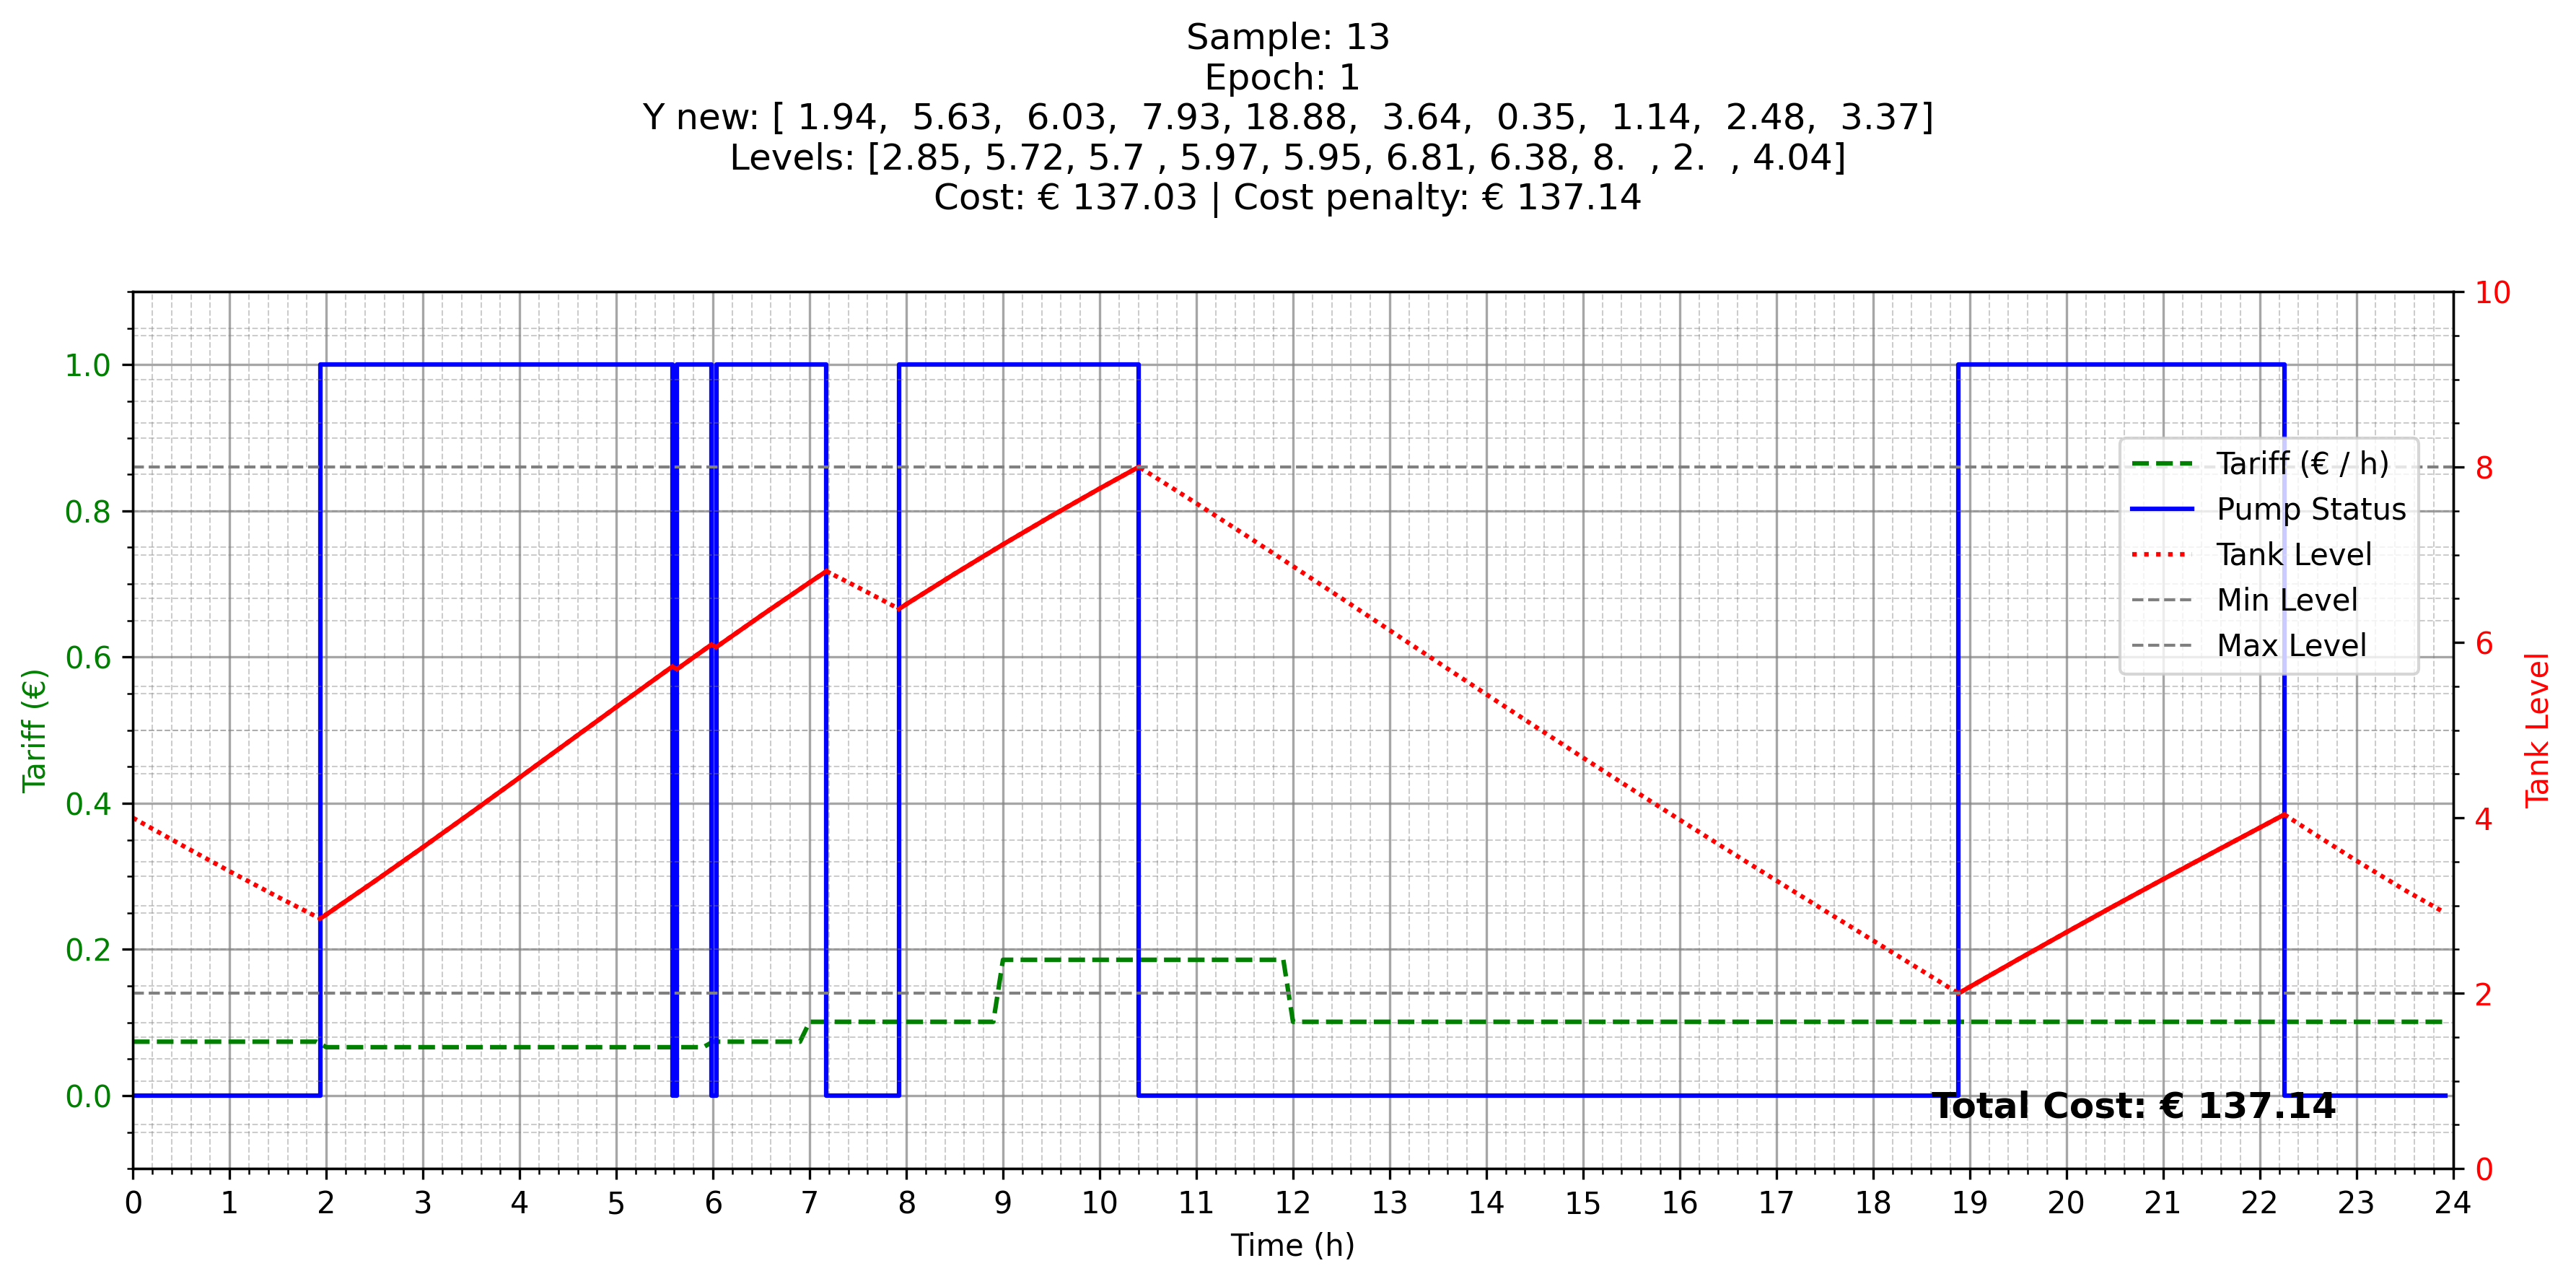 Sample: 13
Epoch: 1
Y new: [ 1.94,  5.63,  6.03,  7.93, 18.88,  3.64,  0.35,  1.14,  2.48,  3.37]
Levels: [2.85, 5.72, 5.7 , 5.97, 5.95, 6.81, 6.38, 8.  , 2.  , 4.04]
Cost: € 137.03 | Cost penalty: € 137.14
1.0
0.8
0.6
0.4
0.2
0.0
Tariff (€)
10
8
6
4
2
0
Tank Level
Tariff (€ / h)
Pump Status
Tank Level
Min Level
Max Level
Total Cost: € 137.14
0 1 2 3 4 5 6 7 8 9 10 11 12 13 14 15 16 17 18 19 20 21 22 23 24
Time (h)